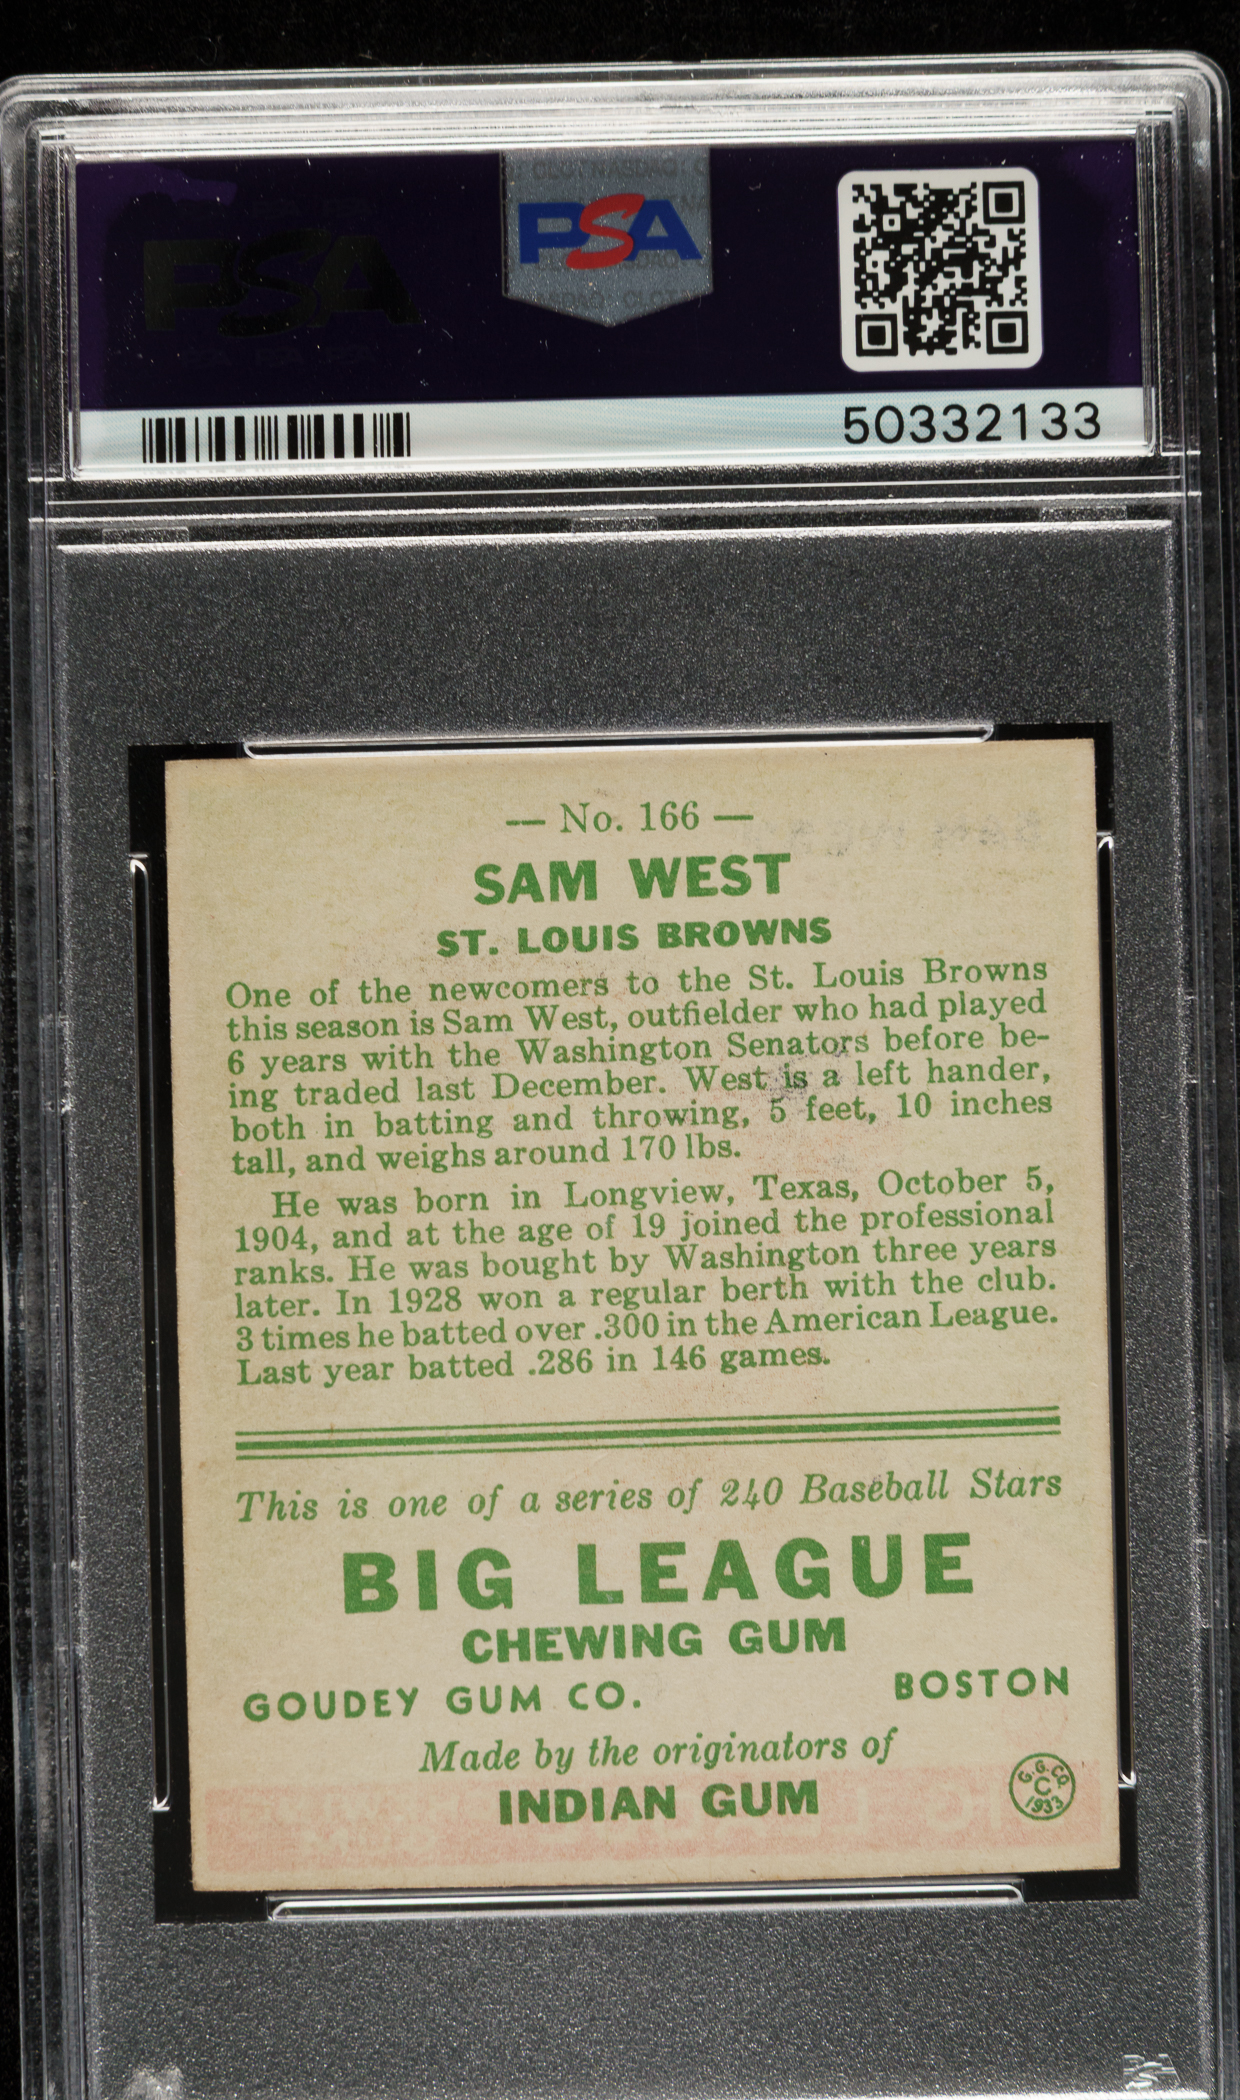 PSA
PSA
50332133
— No. 166 —
SAM WEST
ST. LOUIS BROWNS
One of the newcomers to the St. Louis Browns
this season is Sam West, outfielder who had played
6 years with the Washington Senators before be-
ing traded last December. West is a left hander,
both in batting and throwing, 5 feet, 10 inches
tall, and weighs around 170 lbs.
He was born in Longview, Texas, October 5,
1904, and at the age of 19 joined the professional
ranks. He was bought by Washington three years
later. In 1928 won a regular berth with the club.
3 times he batted over .300 in the American League.
Last year batted .286 in 146 games.
This is one of a series of 240 Baseball Stars
BIG LEAGUE
CHEWING GUM
GOUDEY GUM CO. BOSTON
Made by the originators of
INDIAN GUM
G.G.CO.
C
1933
PSA